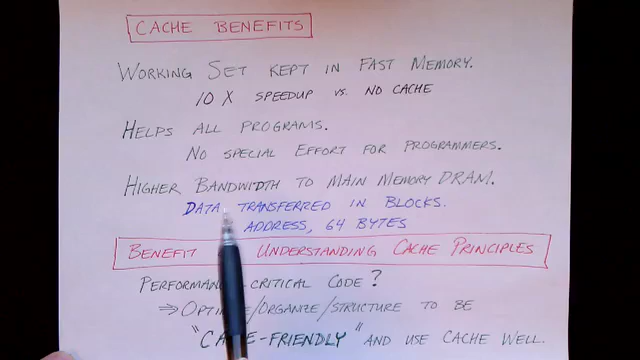 CACHE BENEFITS
WORKING SET KEPT IN FAST MEMORY.
10 X SPEEDUP VS. NO CACHE
HELPS ALL PROGRAMS.
NO SPECIAL EFFORT FOR PROGRAMMERS.
HIGHER BANDWIDTH TO MAIN MEMORY DRAM.
DATA TRANSFERRED IN BLOCKS.
ADDRESS, 64 BYTES
BENEFIT UNDERSTANDING CACHE PRINCIPLES
PERFORMANCE CRITICAL CODE?
⇒ /ORGANIZE/STRUCTURE TO BE
"CACHE-FRIENDLY" AND USE CACHE WELL.